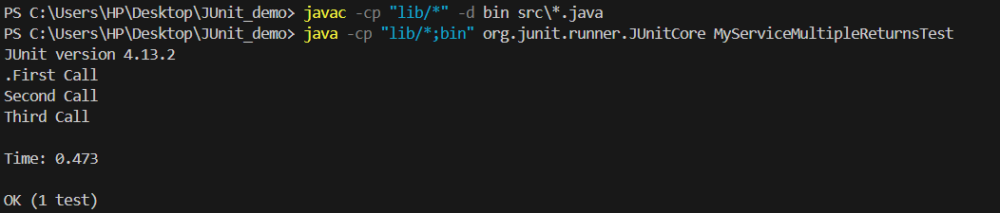 PS C:\Users\HP\Desktop\JUnit_demo> javac -cp "lib/*" -d bin src\*.java
PS C:\Users\HP\Desktop\JUnit_demo> java -cp "lib/*;bin" org.junit.runner.JUnitCore MyServiceMultipleReturnsTest
JUnit version 4.13.2
.First Call
Second Call
Third Call
Time: 0.473
OK (1 test)